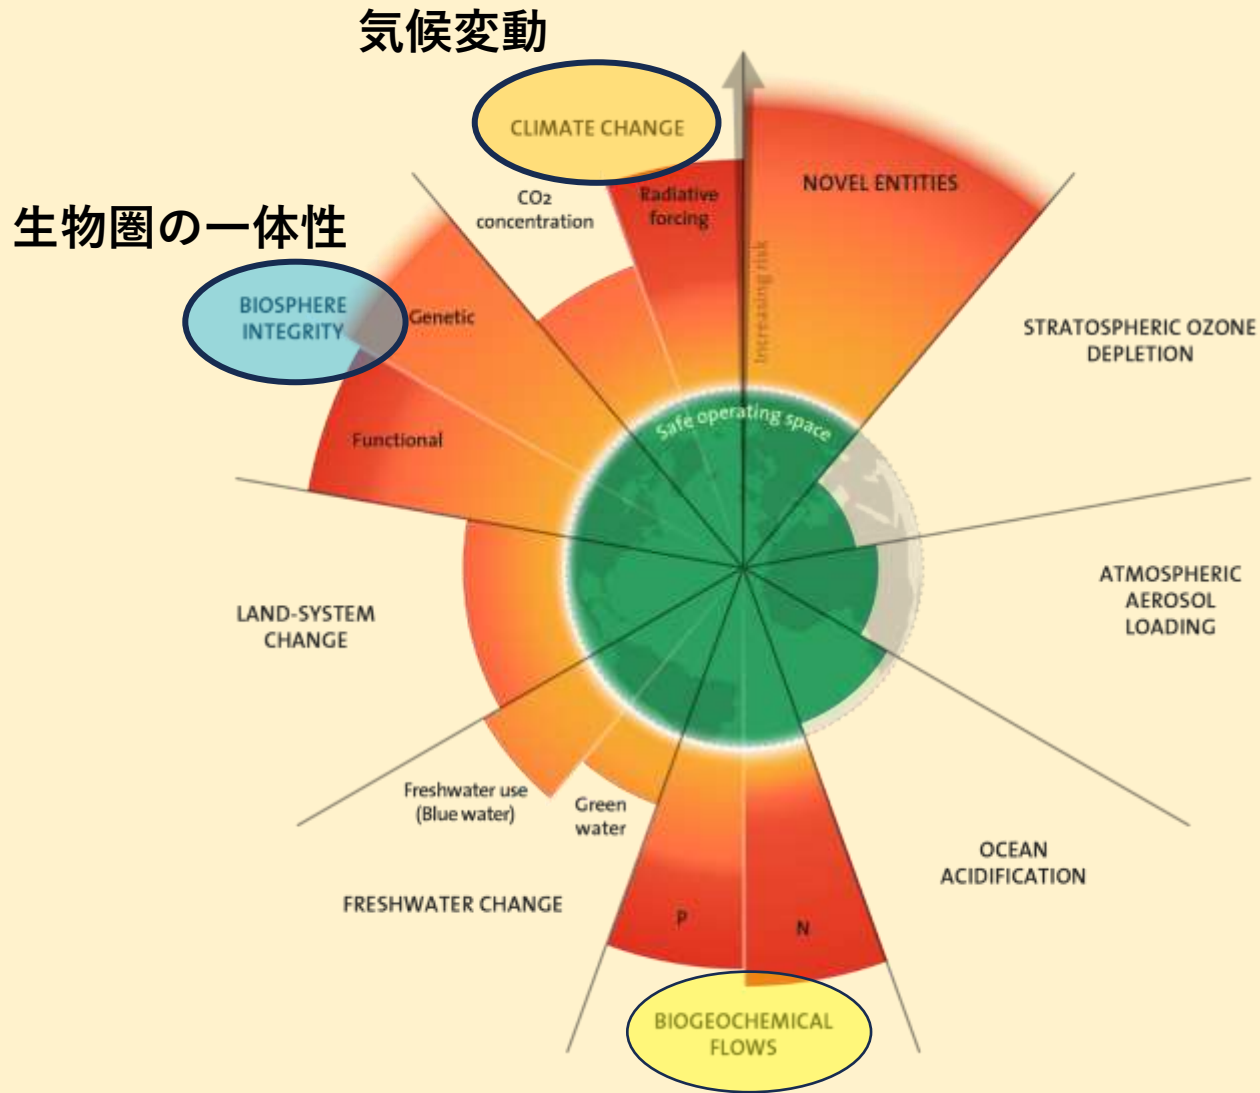 気候変動
CLIMATE CHANGE
CO2
concentration
Radiative
forcing
NOVEL ENTITIES
生物圏の一体性
BIOSPHERE
INTEGRITY
Genetic
Increasing risk
STRATOSPHERIC OZONE
DEPLETION
Functional
Safe operating space
LAND-SYSTEM
CHANGE
ATMOSPHERIC
AEROSOL
LOADING
Freshwater use
(Blue water)
Green
water
OCEAN
ACIDIFICATION
FRESHWATER CHANGE
P
N
BIOGEOCHEMICAL
FLOWS